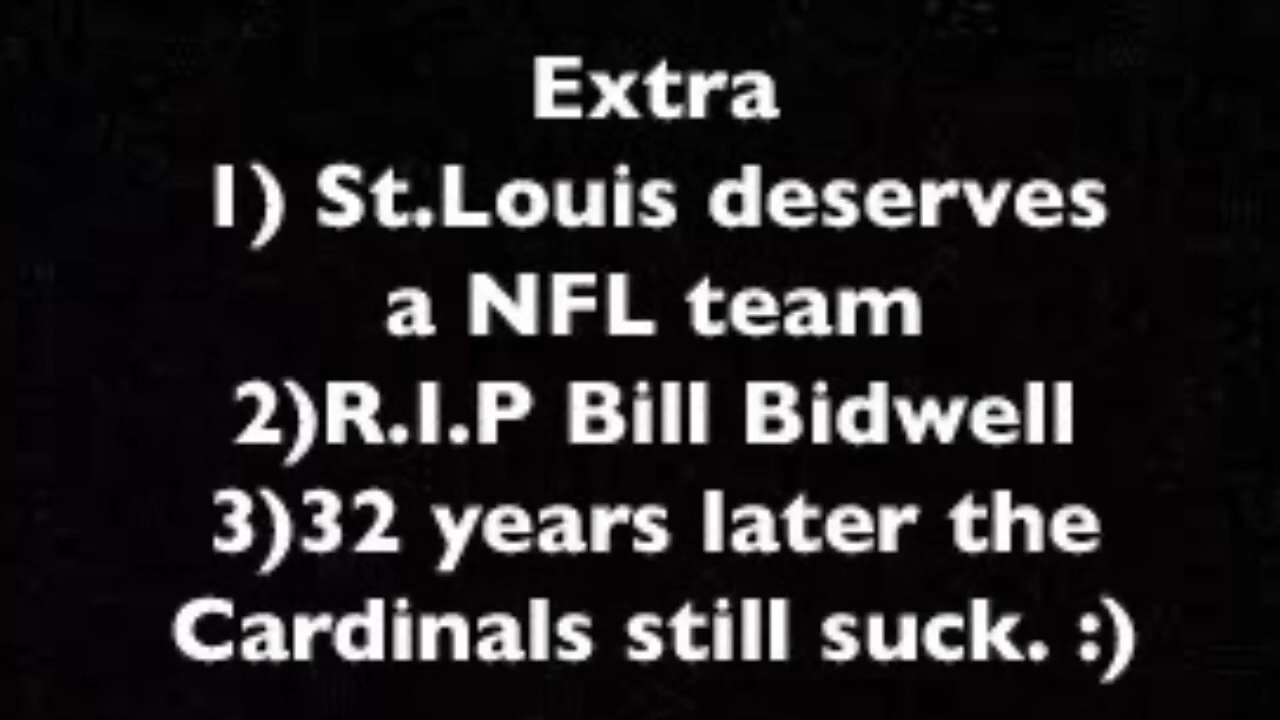 Extra
1) St.Louis deserves
a NFL team
2)R.I.P Bill Bidwell
3)32 years later the
Cardinals still suck. :)